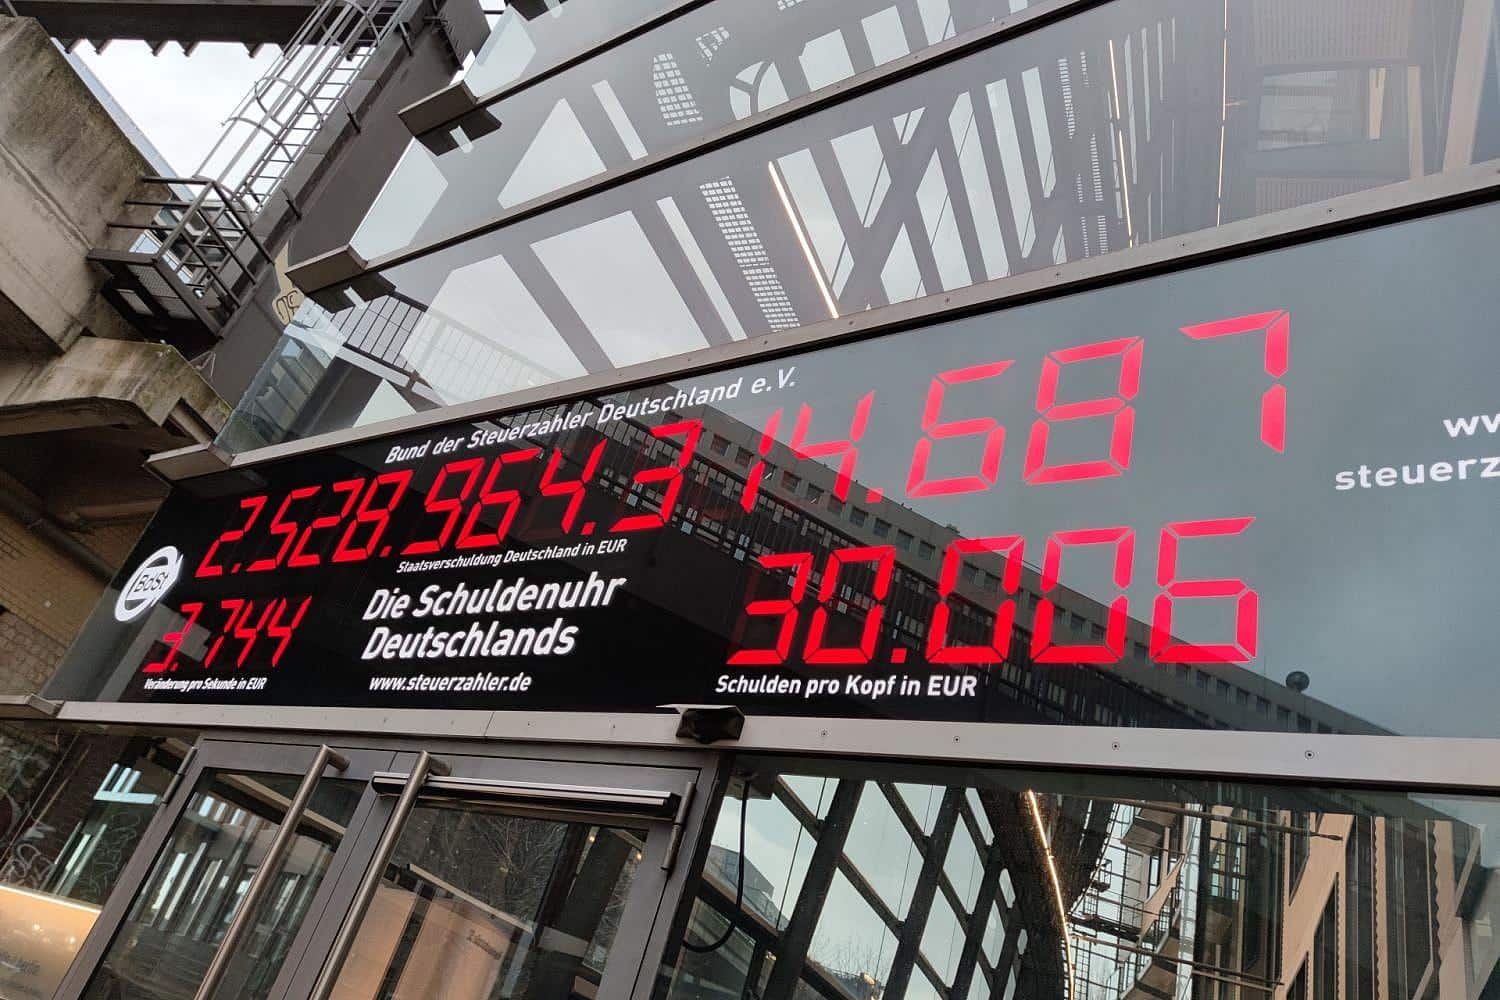 Bund der Steuerzahler Deutschland e.V.
2.528.964.314.687
Staatsverschuldung Deutschland in EUR
BdSt
Die Schuldenuhr
Deutschlands
www.steuerzahler.de
3.744
Veränderung pro Sekunde in EUR
30.006
Schulden pro Kopf in EUR